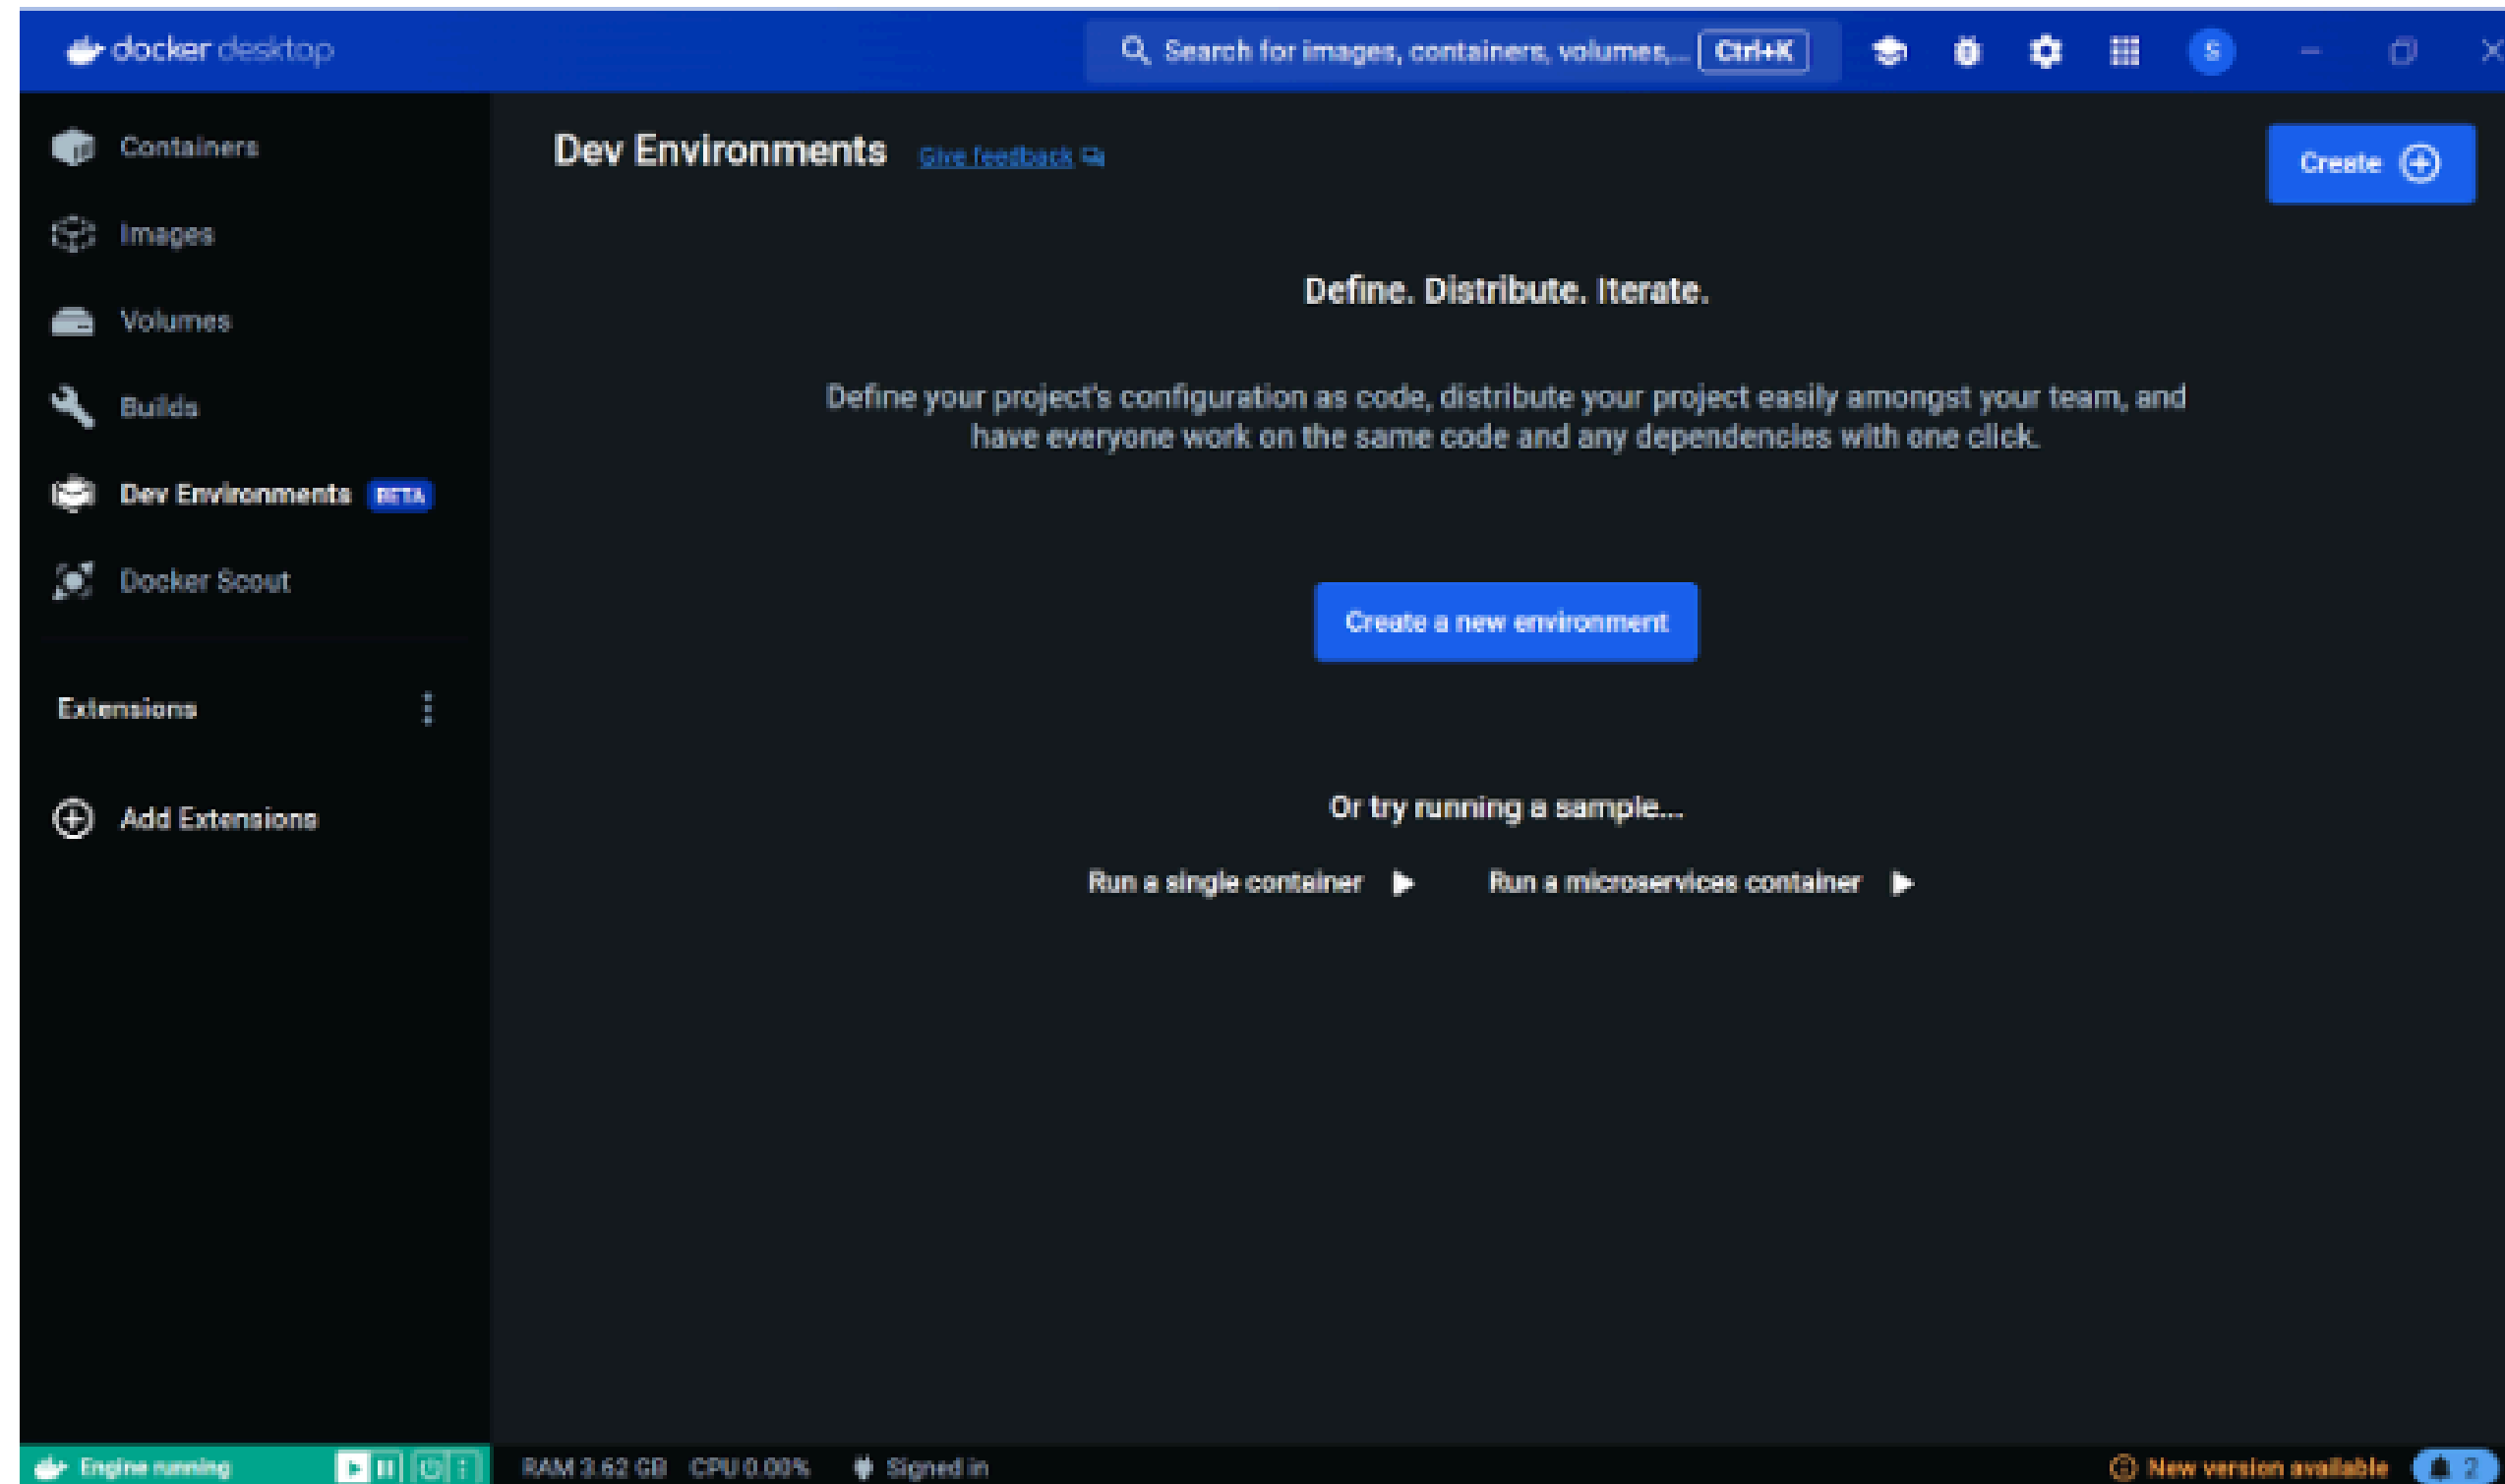 docker desktop
Search for images, containers, volumes,... Ctrl+K
S
Containers
Images
Volumes
Builds
Dev Environments BETA
Docker Scout
Extensions
Add Extensions
Dev Environments Give feedback
Create
Define. Distribute. Iterate.
Define your project's configuration as code, distribute your project easily amongst your team, and
have everyone work on the same code and any dependencies with one click.
Create a new environment
Or try running a sample...
Run a single container
Run a microservices container
Engine running
RAM 3.62 GB CPU 0.00% Signed in
New version available
2